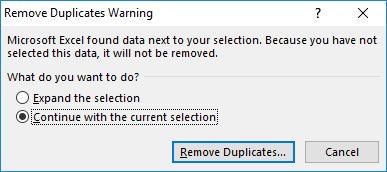 Remove Duplicates Warning
Microsoft Excel found data next to your selection. Because you have not
selected this data, it will not be removed.
What do you want to do?
Expand the selection
Continue with the current selection
Remove Duplicates...
Cancel